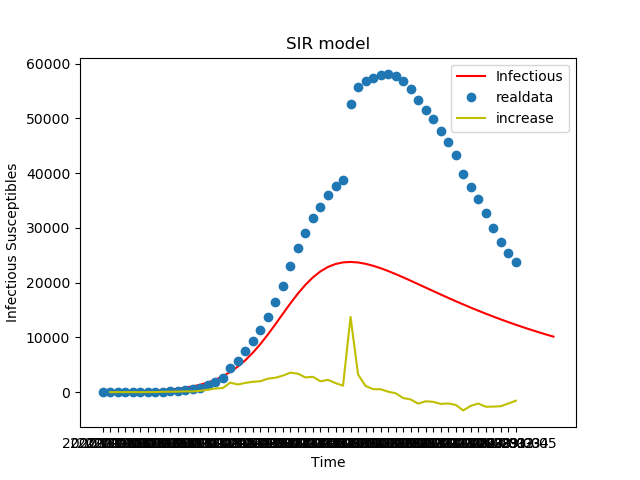 SIR model
Infectious Susceptibles
60000
50000
40000
30000
20000
10000
0
Infectious
realdata
increase
Time